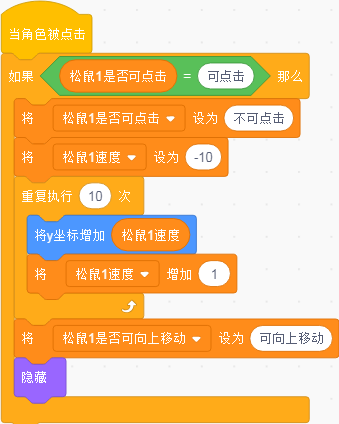 当角色被点击
如果 松鼠1是否可点击 = 可点击 那么
将 松鼠1是否可点击 设为 不可点击
将 松鼠1速度 设为 -10
重复执行 10 次
将y坐标增加 松鼠1速度
将 松鼠1速度 增加 1
将 松鼠1是否可向上移动 设为 可向上移动
隐藏